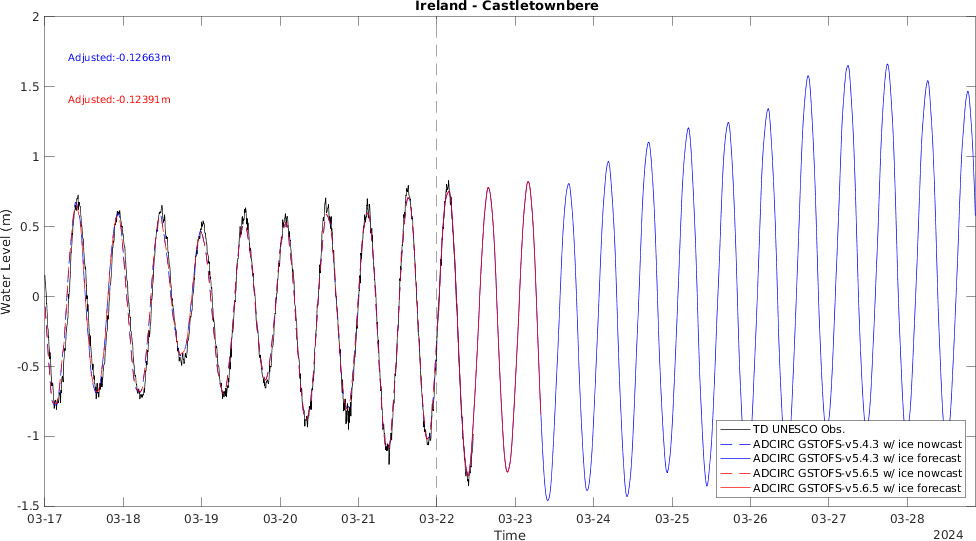 Ireland - Castletownbere
2
1.5
1
0.5
0
-0.5
-1
-1.5
Water Level (m)
Adjusted:-0.12663m
Adjusted:-0.12391m
TD UNESCO Obs.
ADCIRC GSTOFS-v5.4.3 w/ ice nowcast
ADCIRC GSTOFS-v5.4.3 w/ ice forecast
ADCIRC GSTOFS-v5.6.5 w/ ice nowcast
ADCIRC GSTOFS-v5.6.5 w/ ice forecast
03-17 03-18 03-19 03-20 03-21 03-22 03-23 03-24 03-25 03-26 03-27 03-28
Time
2024